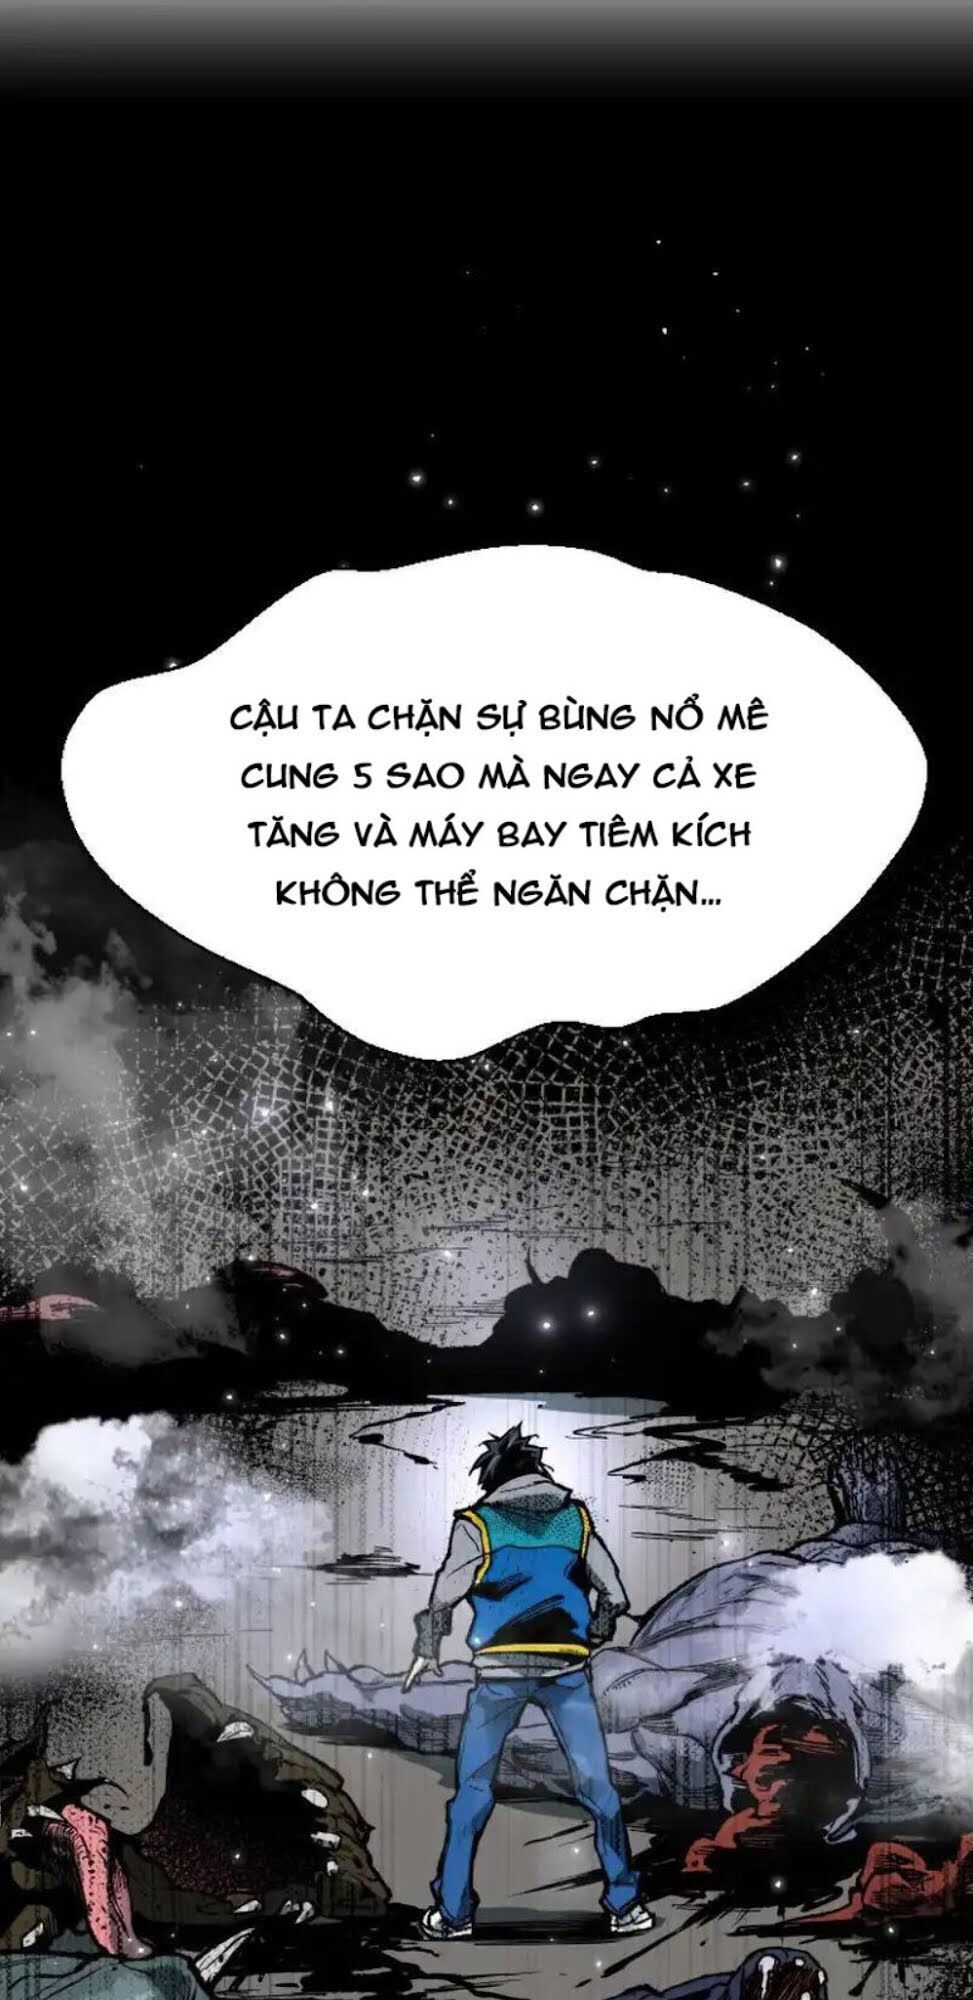 CẬU TA CHẶN SỰ BÙNG NỔ MÊ
CUNG 5 SAO MÀ NGAY CẢ XE
TĂNG VÀ MÁY BAY TIÊM KÍCH
KHÔNG THỂ NGĂN CHẶN...